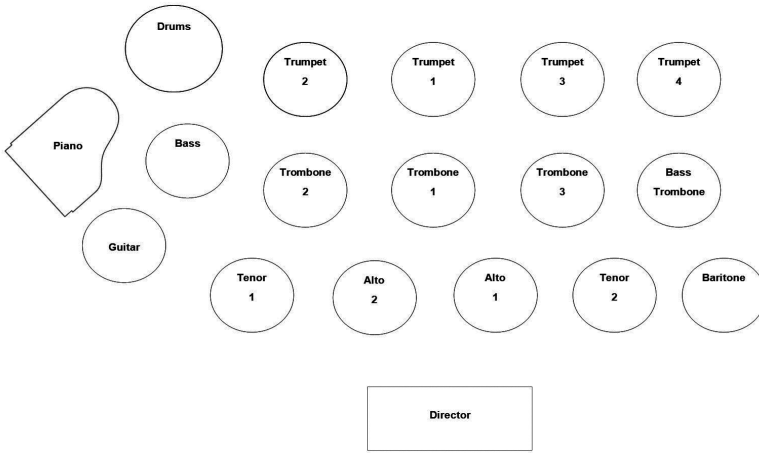 Drums
Trumpet
2
Trumpet
1
Trumpet
3
Trumpet
4
Piano
Bass
Trombone
2
Trombone
1
Trombone
3
Bass
Trombone
Guitar
Tenor
1
Alto
2
Alto
1
Tenor
2
Baritone
Director